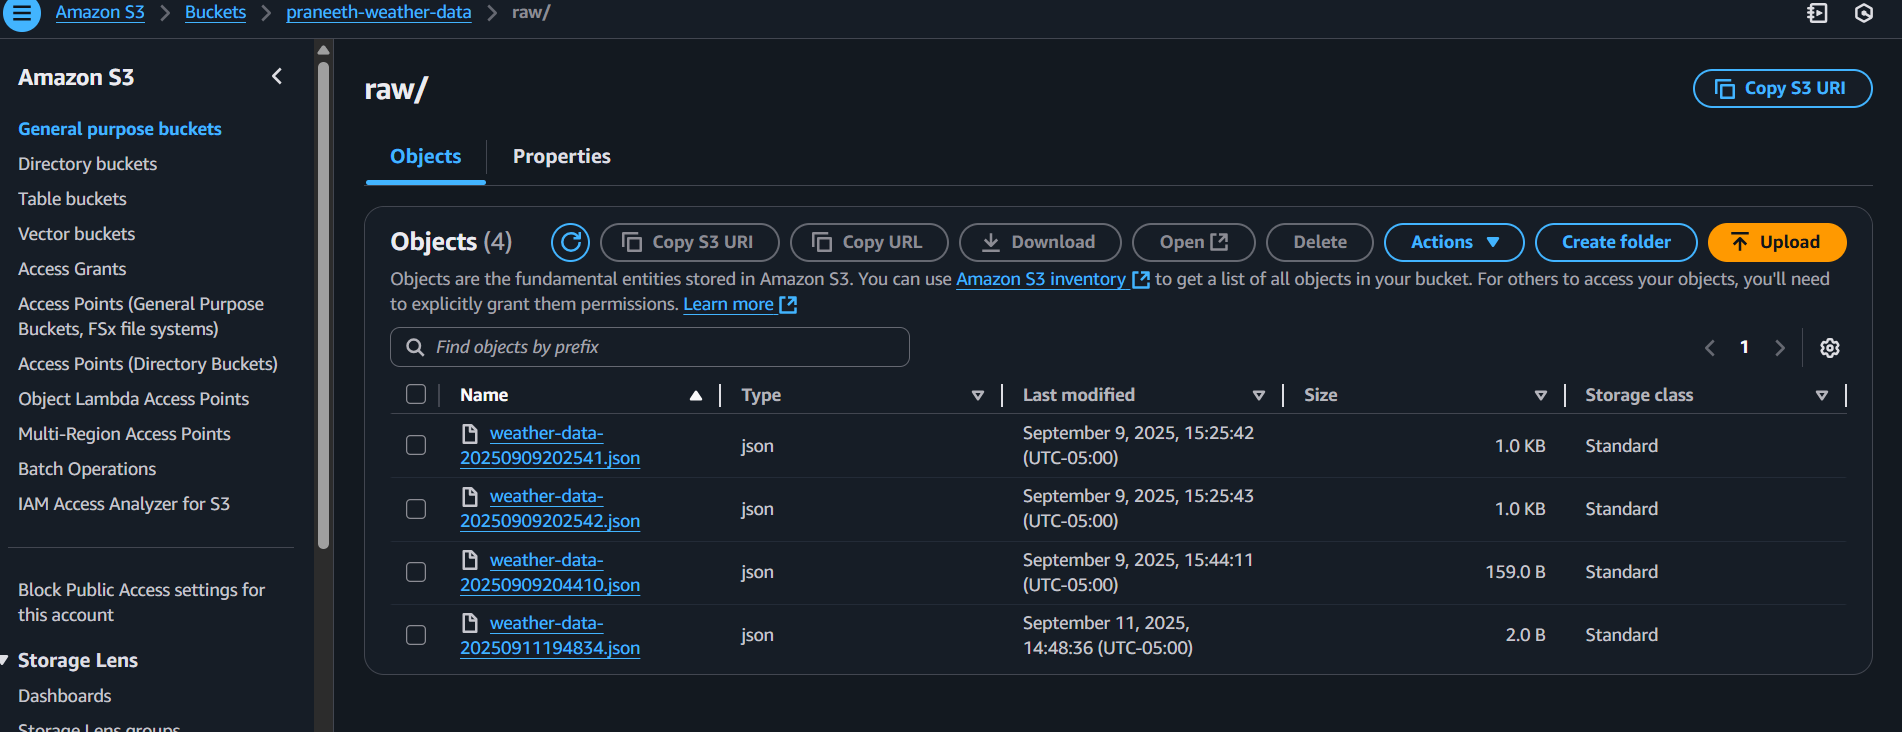 Amazon S3 > Buckets > praneeth-weather-data > raw/
Amazon S3
General purpose buckets
Directory buckets
Table buckets
Vector buckets
Access Grants
Access Points (General Purpose
Buckets, FSx file systems)
Access Points (Directory Buckets)
Object Lambda Access Points
Multi-Region Access Points
Batch Operations
IAM Access Analyzer for S3
Block Public Access settings for
this account
Storage Lens
Dashboards
Storage Lens groups
raw/
Copy S3 URI
Objects Properties
Objects (4) Copy S3 URI Copy URL Download Open Delete Actions Create folder Upload
Objects are the fundamental entities stored in Amazon S3. You can use Amazon S3 inventory to get a list of all objects in your bucket. For others to access your objects, you'll need
to explicitly grant them permissions. Learn more
Find objects by prefix
1
Name Type Last modified Size Storage class
weather-data-
20250909202541.json
json
September 9, 2025, 15:25:42
(UTC-05:00)
1.0 KB
Standard
weather-data-
20250909202542.json
json
September 9, 2025, 15:25:43
(UTC-05:00)
1.0 KB
Standard
weather-data-
20250909204410.json
json
September 9, 2025, 15:44:11
(UTC-05:00)
159.0 B
Standard
weather-data-
20250911194834.json
json
September 11, 2025,
14:48:36 (UTC-05:00)
2.0 B
Standard